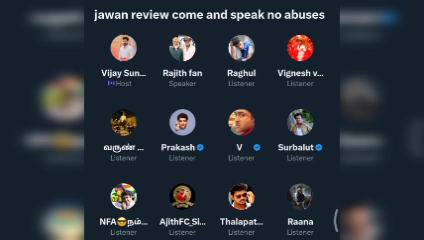 jawan review come and speak no abuses
Vijay Sun... Rajith fan Raghul Vignesh v...
Host Speaker Listener Listener
வருண் ... Prakash V Surbalut
Listener Listener Listener Listener
NFA😎நம்... AjithFC_Si... Thalapat... Raana
Listener Listener Listener Listener